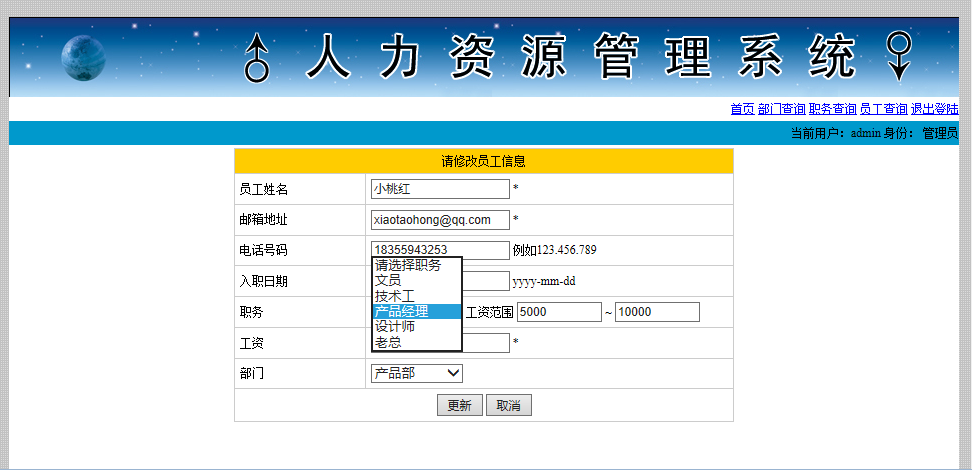 ♂人力资源管理系统♀
首页 部门查询 职务查询 员工查询 退出登陆
当前用户：admin 身份： 管理员
请修改员工信息
员工姓名 小桃红 *
邮箱地址 xiaotaohong@qq.com *
电话号码 18355943253 例如123.456.789
请选择职务
文员
入职日期 yyyy-mm-dd
技术工
职务 产品经理 工资范围 5000 ~ 10000
设计师
工资 老总 *
部门 产品部
更新 取消